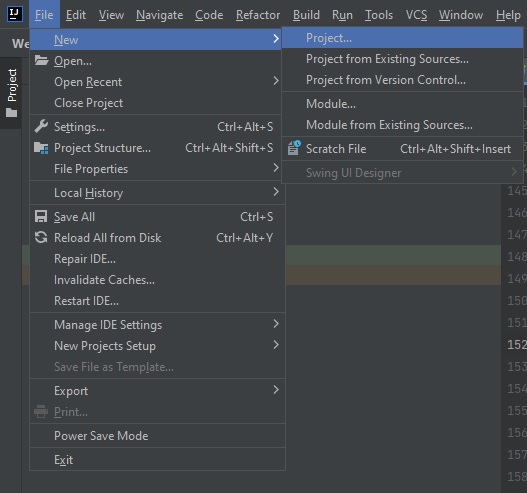 IJ File Edit View Navigate Code Refactor Build Run Tools VCS Window Help
We
Project
New
Open...
Open Recent
Close Project
Settings... Ctrl+Alt+S
Project Structure... Ctrl+Alt+Shift+S
File Properties
Local History
Save All Ctrl+S
Reload All from Disk Ctrl+Alt+Y
Repair IDE...
Invalidate Caches...
Restart IDE...
Manage IDE Settings
New Projects Setup
Save File as Template...
Export
Print...
Power Save Mode
Exit
Project...
Project from Existing Sources...
Project from Version Control...
Module...
Module from Existing Sources...
Scratch File Ctrl+Alt+Shift+Insert
Swing UI Designer
145
146
147
148
149
150
151
152
153
154
155
156
157
158